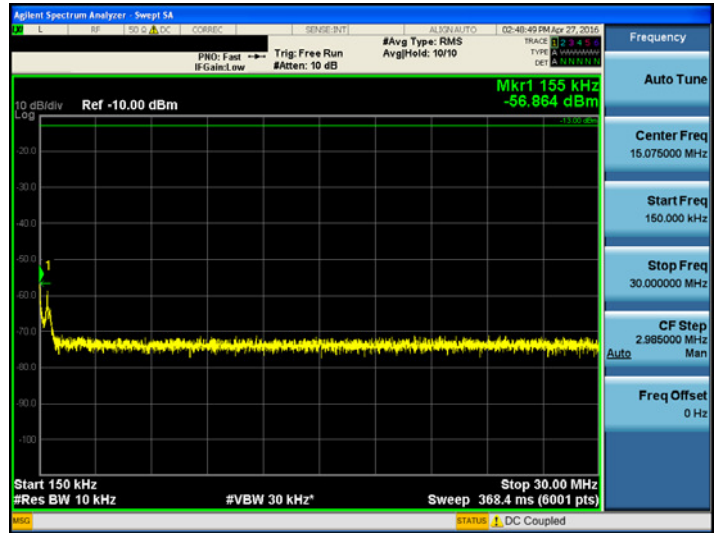 Agilent Spectrum Analyzer - Swept SA
L RF 50 Ω DC CORREC SENSE:INT ALIGN AUTO 02:48:49 PM Apr 27, 2016
PNO: Fast
IFGain:Low
Trig: Free Run
#Atten: 10 dB
#Avg Type: RMS
Avg|Hold: 10/10
TRACE 1 2 3 4 5 6
TYPE A
DET A N N N N N
Mkr1 155 kHz
-56.864 dBm
10 dB/div Ref -10.00 dBm
Log
-13.00 dBm
-20.0
-30.0
-40.0
-50.0
1
-60.0
-70.0
-80.0
-90.0
-100
Start 150 kHz Stop 30.00 MHz
#Res BW 10 kHz #VBW 30 kHz* Sweep 368.4 ms (6001 pts)
MSG STATUS DC Coupled
Frequency
Auto Tune
Center Freq
15.075000 MHz
Start Freq
150.000 kHz
Stop Freq
30.000000 MHz
CF Step
2.985000 MHz
Auto Man
Freq Offset
0 Hz